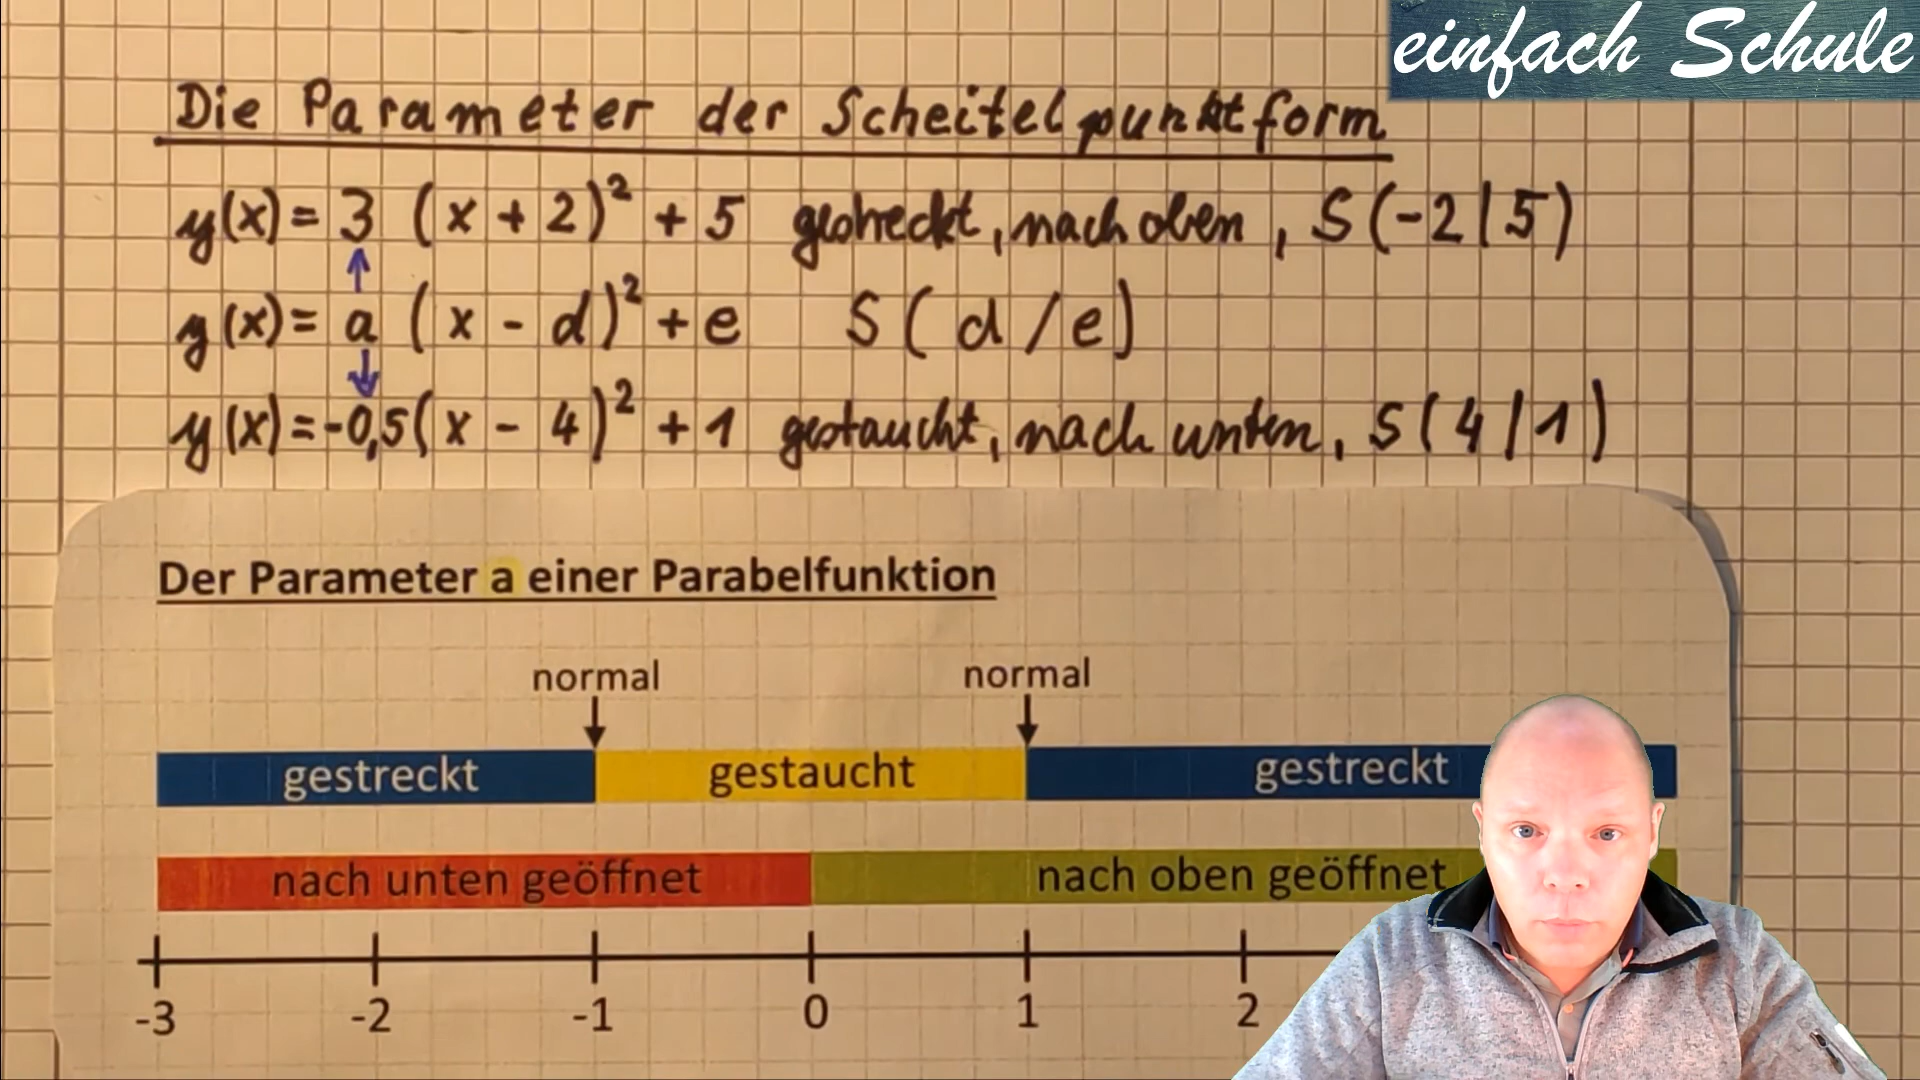 einfach Schule
Die Parameter der Scheitelpunktform
y(x) = 3 (x + 2)² + 5 gestreckt, nach oben, S(-2|5)
y(x) = a (x - d)² + e S(d/e)
y(x) = -0,5(x - 4)² + 1 gestaucht, nach unten, S(4|1)
Der Parameter a einer Parabelfunktion
normal normal
gestreckt gestaucht gestreckt
nach unten geöffnet nach oben geöffnet
-3 -2 -1 0 1 2